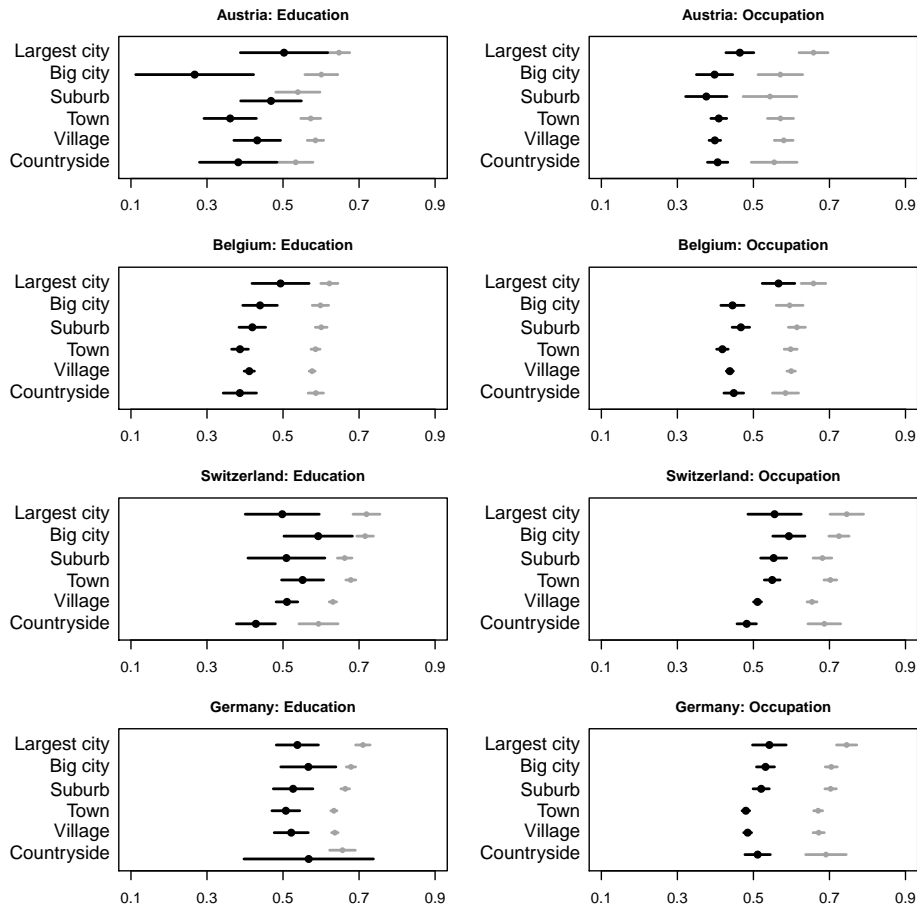 Austria: Education
Largest city
Big city
Suburb
Town
Village
Countryside
0.1 0.3 0.5 0.7 0.9
Austria: Occupation
Largest city
Big city
Suburb
Town
Village
Countryside
0.1 0.3 0.5 0.7 0.9
Belgium: Education
Largest city
Big city
Suburb
Town
Village
Countryside
0.1 0.3 0.5 0.7 0.9
Belgium: Occupation
Largest city
Big city
Suburb
Town
Village
Countryside
0.1 0.3 0.5 0.7 0.9
Switzerland: Education
Largest city
Big city
Suburb
Town
Village
Countryside
0.1 0.3 0.5 0.7 0.9
Switzerland: Occupation
Largest city
Big city
Suburb
Town
Village
Countryside
0.1 0.3 0.5 0.7 0.9
Germany: Education
Largest city
Big city
Suburb
Town
Village
Countryside
0.1 0.3 0.5 0.7 0.9
Germany: Occupation
Largest city
Big city
Suburb
Town
Village
Countryside
0.1 0.3 0.5 0.7 0.9